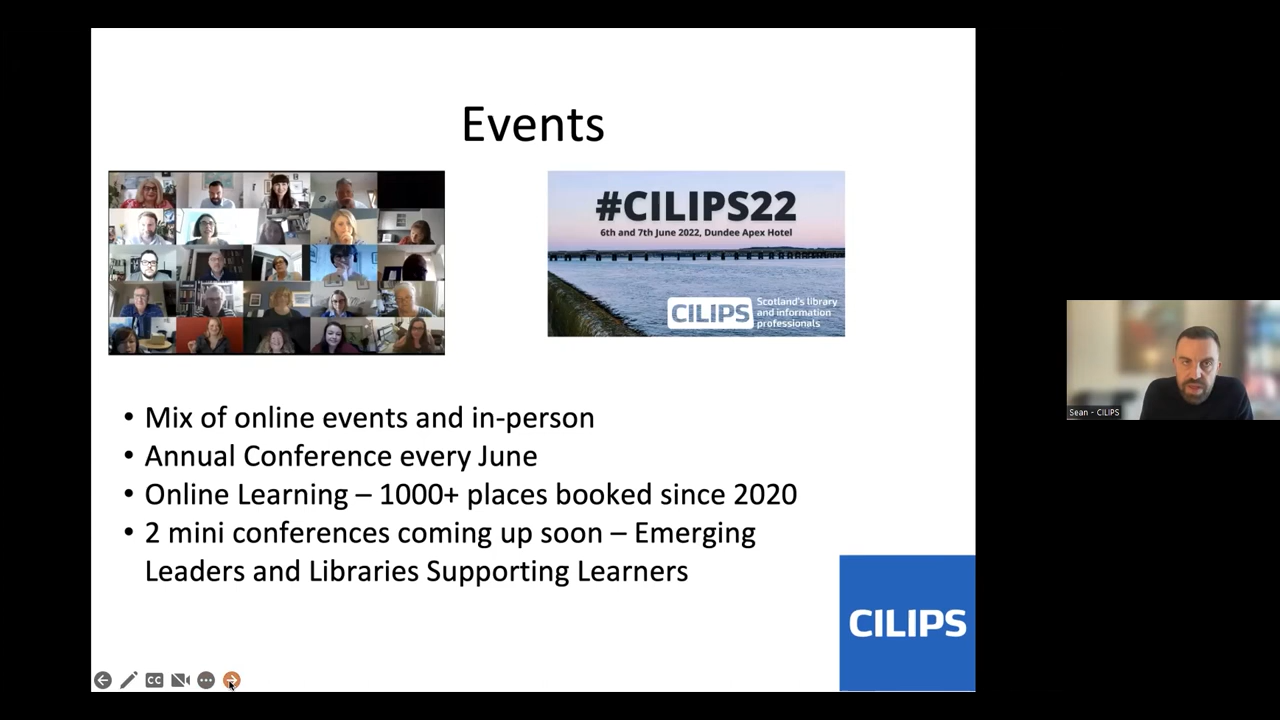 Events
#CILIPS22
6th and 7th June 2022, Dundee Apex Hotel
CILIPS
Scotland's library
and information
professionals
• Mix of online events and in-person
• Annual Conference every June
• Online Learning – 1000+ places booked since 2020
• 2 mini conferences coming up soon – Emerging
Leaders and Libraries Supporting Learners
CILIPS
CC
Sean - CILIPS